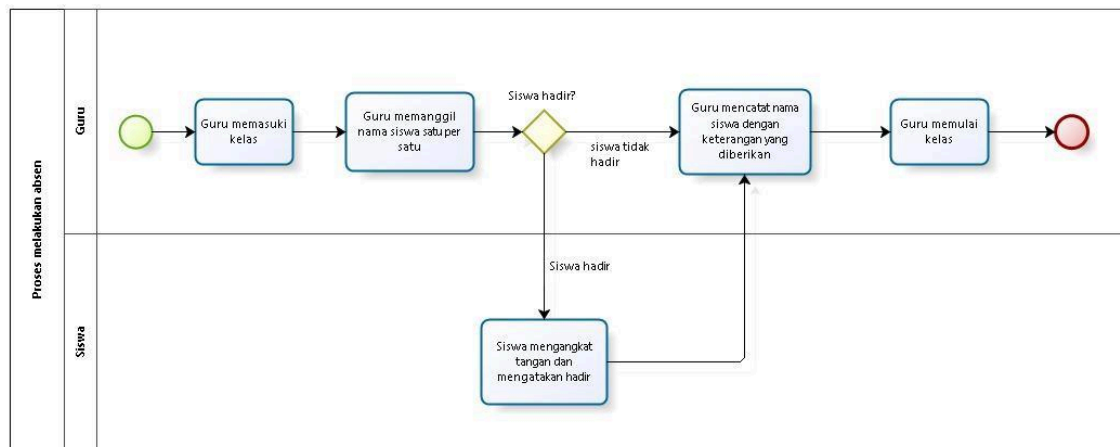 Proses melakukan absen
Guru
Guru memasuki
kelas
Guru memanggil
nama siswa satu per
satu
Siswa hadir?
siswa tidak
hadir
Guru mencatat nama
siswa dengan
keterangan yang
diberikan
Guru memulai
kelas
Siswa
Siswa hadir
Siswa mengangkat
tangan dan
mengatakan hadir